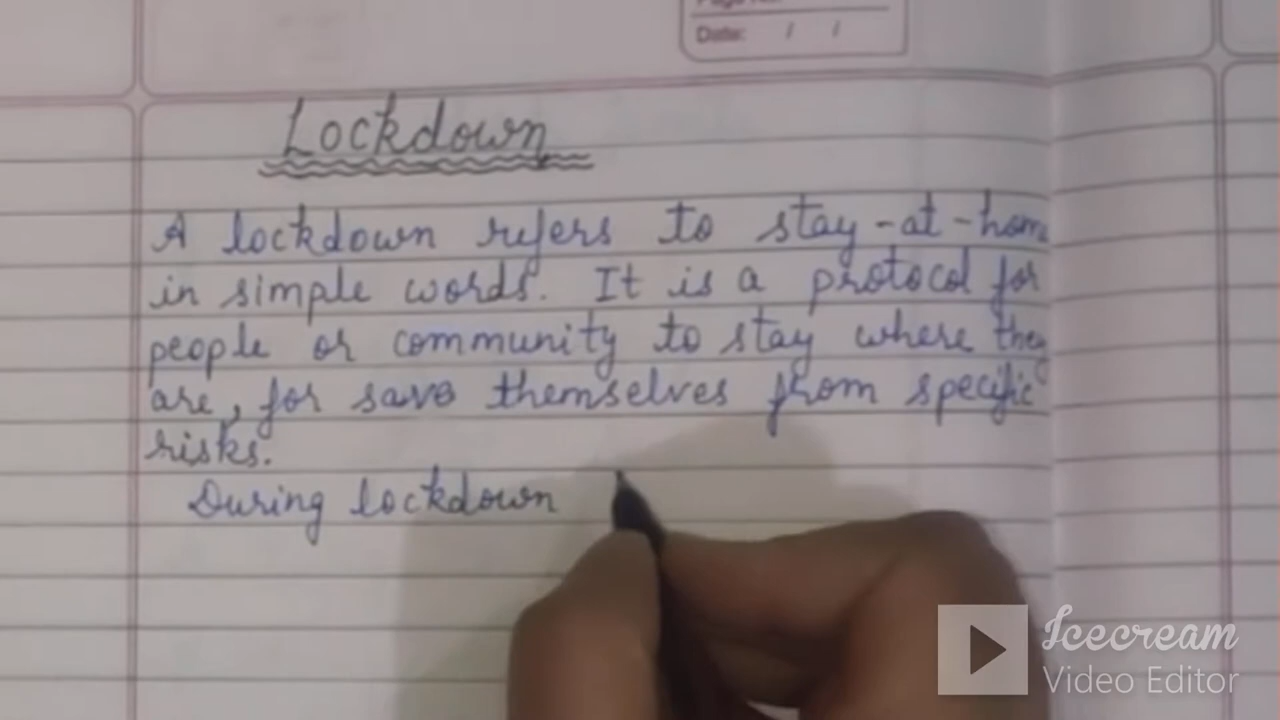 Date: / /
Lockdown
A lockdown refers to stay-at-home
in simple words. It is a protocol for
people or community to stay where they
are, for save themselves from specific
risks.
During lockdown
Icecream
Video Editor